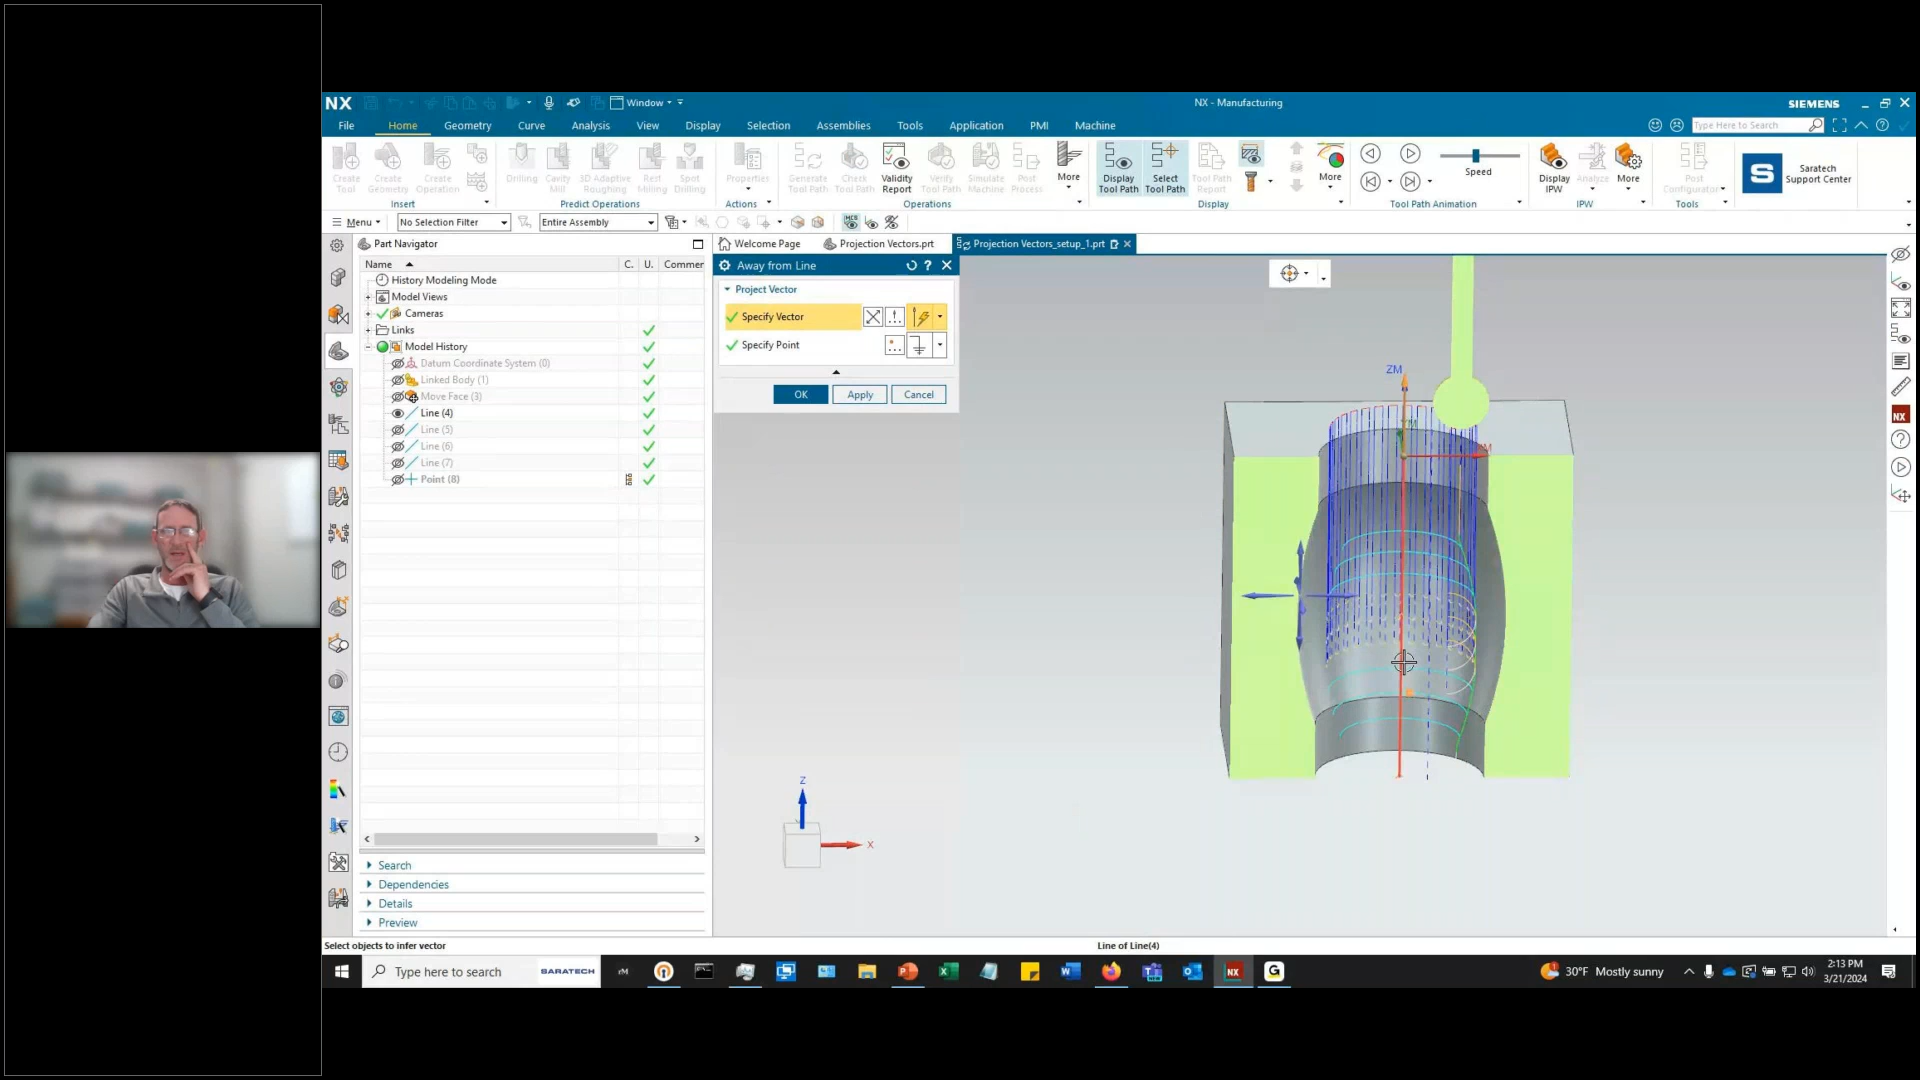 NX
Window
NX - Manufacturing
SIEMENS
File Home Geometry Curve Analysis View Display Selection Assemblies Tools Application PMI Machine
Type Here to Search
Create Tool
Create Geometry
Create Operation
Insert
Drilling
Cavity Mill
3D Adaptive Roughing
Rest Milling
Spot Drilling
Predict Operations
Properties
Actions
Generate Tool Path
Check Tool Path
Validity Report
Verify Tool Path
Simulate Machine
Post Process
More
Operations
Display Tool Path
Select Tool Path
Tool Path Report
More
Display
Speed
Tool Path Animation
Display IPW
Analyze
More
IPW
Post Configurator
Tools
S
Saratech Support Center
Menu
No Selection Filter
Entire Assembly
MCS
Part Navigator
Welcome Page
Projection Vectors.prt
Projection Vectors_setup_1.prt
Name C. U. Commer
History Modeling Mode
Model Views
Cameras
Links
Model History
Datum Coordinate System (0)
Linked Body (1)
Move Face (3)
Line (4)
Line (5)
Line (6)
Line (7)
Point (8)
Away from Line
Project Vector
Specify Vector
Specify Point
OK
Apply
Cancel
ZM
Z
X
NX
Search
Dependencies
Details
Preview
Select objects to infer vector
Line of Line(4)
Type here to search
SARATECH
rM
NX
G
30°F Mostly sunny
2:13 PM
3/21/2024